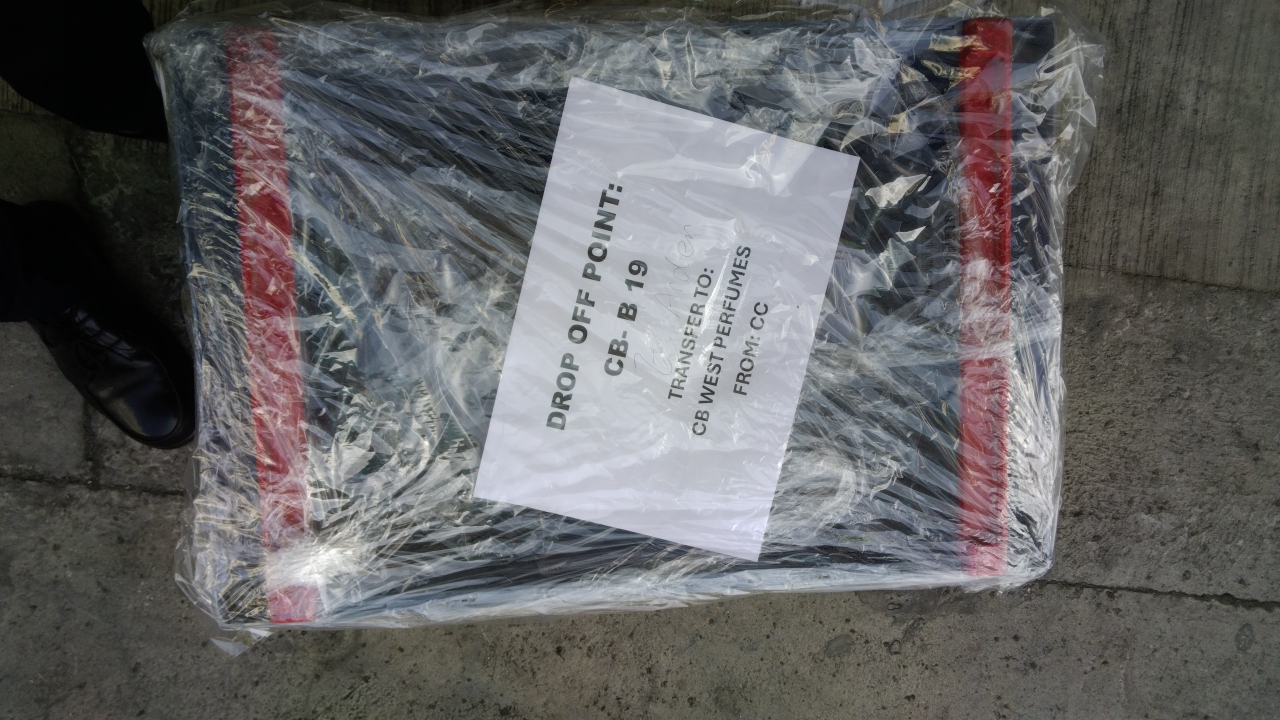 DROP OFF POINT:
CB- B 19
TRANSFER TO:
CB WEST PERFUMES
FROM: CC